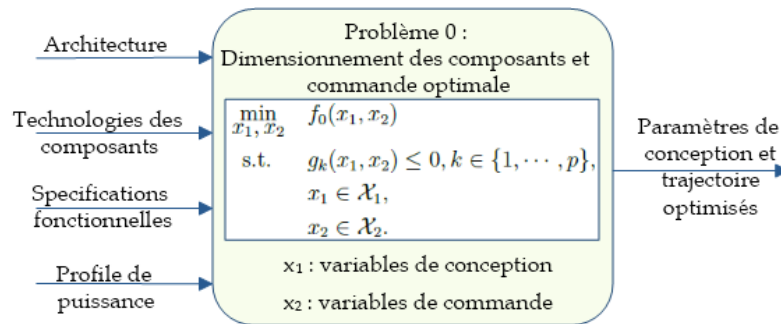 Architecture
Technologies des
composants
Specifications
fonctionnelles
Profile de
puissance
Problème 0 :
Dimensionnement des composants et
commande optimale
min f₀(x₁, x₂)
x₁, x₂
s.t. gₖ(x₁, x₂) ≤ 0, k ∈ {1, ⋯ , p},
x₁ ∈ 𝒳₁,
x₂ ∈ 𝒳₂.
x₁ : variables de conception
x₂ : variables de commande
Paramètres de
conception et
trajectoire
optimisés